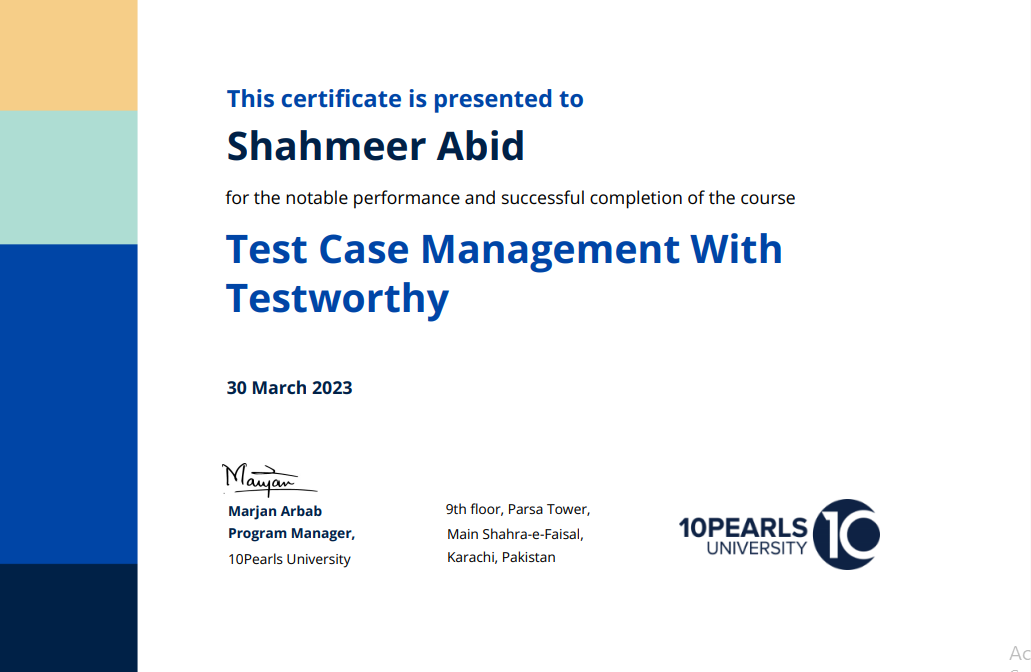 This certificate is presented to
Shahmeer Abid
for the notable performance and successful completion of the course
Test Case Management With
Testworthy
30 March 2023
Marjan
Marjan Arbab
Program Manager,
10Pearls University
9th floor, Parsa Tower,
Main Shahra-e-Faisal,
Karachi, Pakistan
10PEARLS
UNIVERSITY
10
Ac